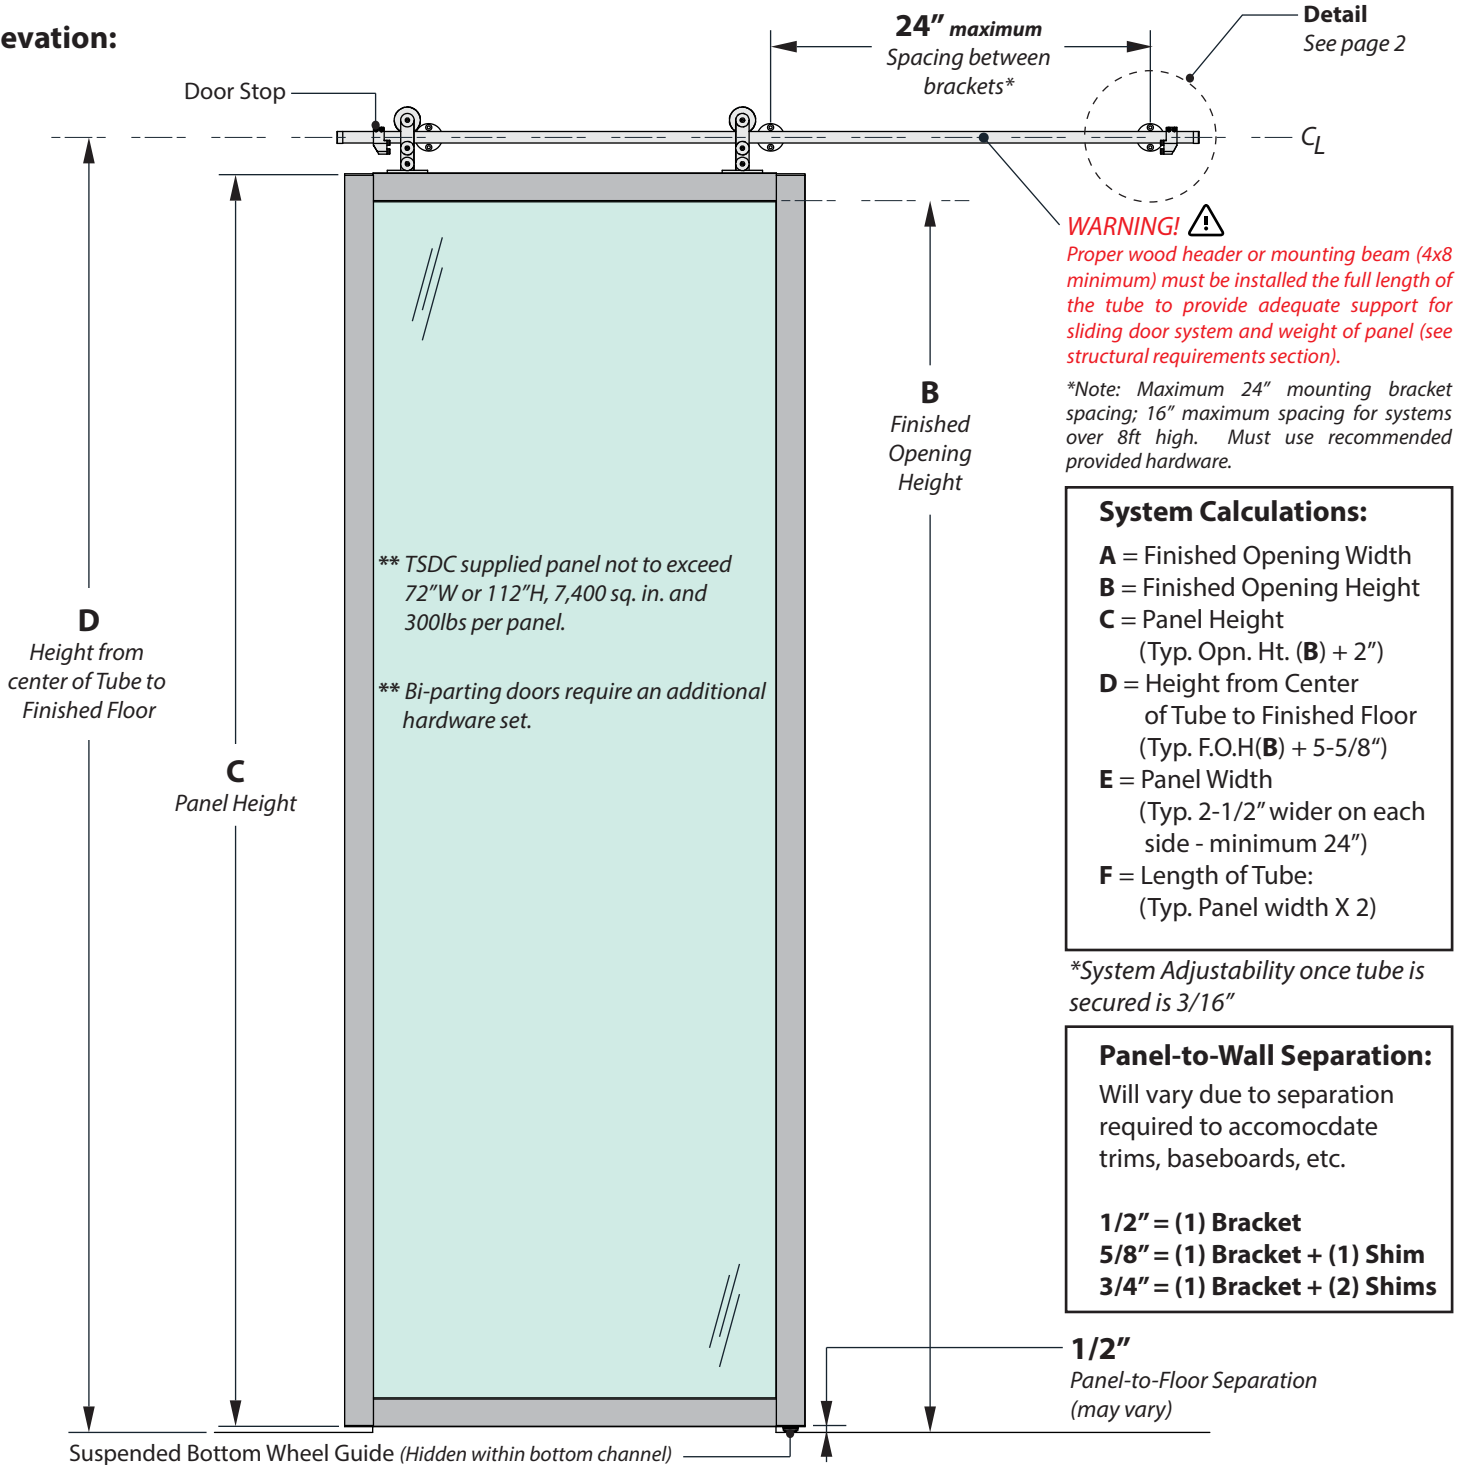 evation:
Door Stop
24” maximum
Spacing between
brackets*
Detail
See page 2
CL
WARNING!
Proper wood header or mounting beam (4x8
minimum) must be installed the full length of
the tube to provide adequate support for
sliding door system and weight of panel (see
structural requirements section).
*Note: Maximum 24” mounting bracket
spacing; 16” maximum spacing for systems
over 8ft high. Must use recommended
provided hardware.
B
Finished
Opening
Height
** TSDC supplied panel not to exceed
72”W or 112”H, 7,400 sq. in. and
300lbs per panel.
** Bi-parting doors require an additional
hardware set.
D
Height from
center of Tube to
Finished Floor
C
Panel Height
System Calculations:
A = Finished Opening Width
B = Finished Opening Height
C = Panel Height
(Typ. Opn. Ht. (B) + 2”)
D = Height from Center
of Tube to Finished Floor
(Typ. F.O.H(B) + 5-5/8“)
E = Panel Width
(Typ. 2-1/2” wider on each
side - minimum 24”)
F = Length of Tube:
(Typ. Panel width X 2)
*System Adjustability once tube is
secured is 3/16”
Panel-to-Wall Separation:
Will vary due to separation
required to accomocdate
trims, baseboards, etc.
1/2” = (1) Bracket
5/8” = (1) Bracket + (1) Shim
3/4” = (1) Bracket + (2) Shims
1/2”
Panel-to-Floor Separation
(may vary)
Suspended Bottom Wheel Guide (Hidden within bottom channel)